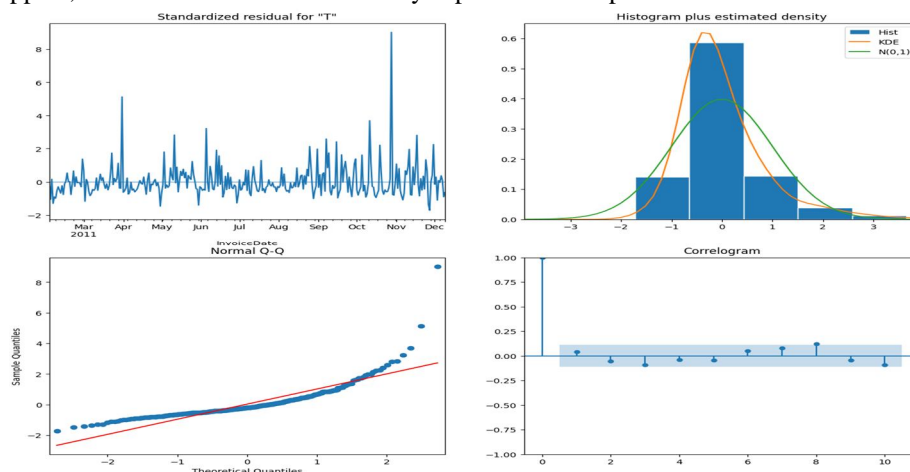 Standardized residual for "T"
8
6
4
2
0
−2
Mar
2011
Apr
May
Jun
Jul
Aug
Sep
Oct
Nov
Dec
InvoiceDate
Histogram plus estimated density
Hist
KDE
N(0,1)
0.6
0.5
0.4
0.3
0.2
0.1
0.0
−3
−2
−1
0
1
2
3
Normal Q-Q
Sample Quantiles
8
6
4
2
0
−2
−2
−1
0
1
2
Theoretical Quantiles
Correlogram
1.00
0.75
0.50
0.25
0.00
−0.25
−0.50
−0.75
−1.00
0
2
4
6
8
10